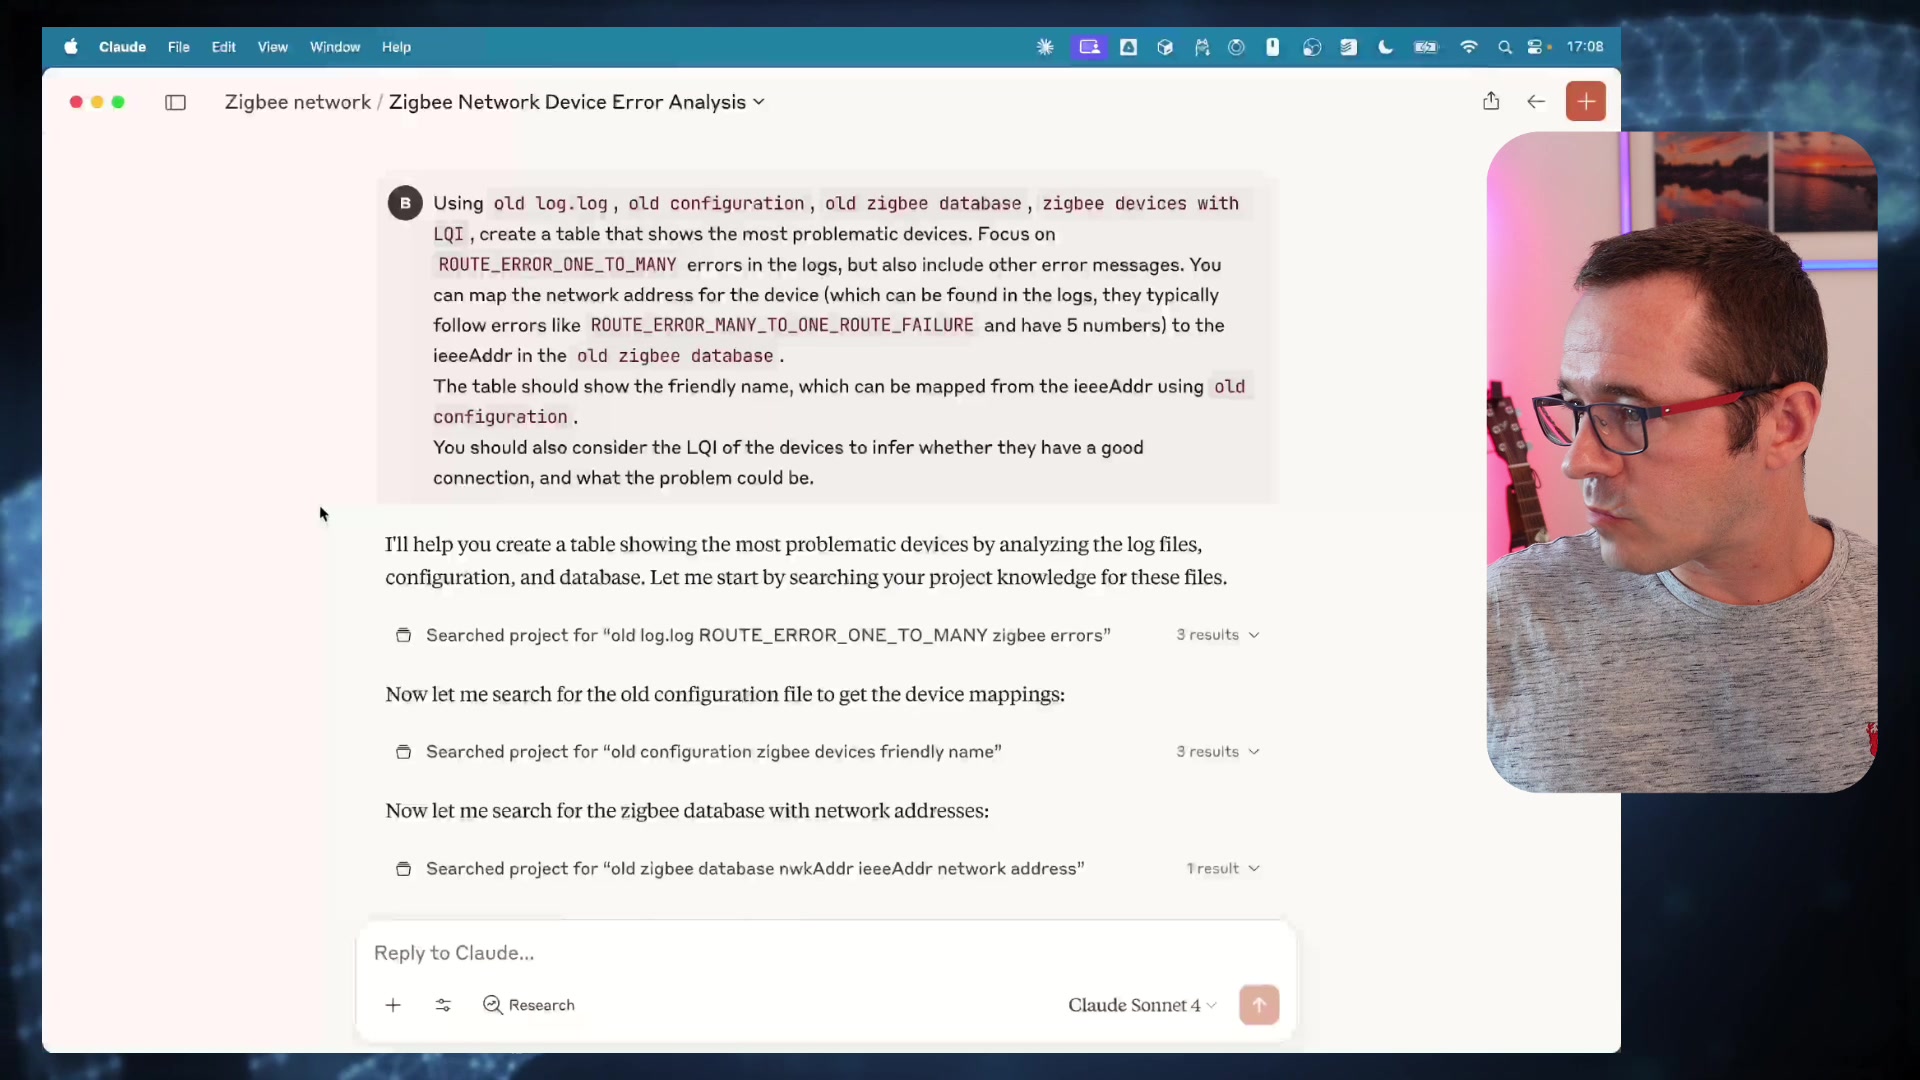 Claude File Edit View Window Help 17:08
Zigbee network / Zigbee Network Device Error Analysis
B
Using old log.log, old configuration, old zigbee database, zigbee devices with
LQI, create a table that shows the most problematic devices. Focus on
ROUTE_ERROR_ONE_TO_MANY errors in the logs, but also include other error messages. You
can map the network address for the device (which can be found in the logs, they typically
follow errors like ROUTE_ERROR_MANY_TO_ONE_ROUTE_FAILURE and have 5 numbers) to the
ieeeAddr in the old zigbee database.
The table should show the friendly name, which can be mapped from the ieeeAddr using old
configuration.
You should also consider the LQI of the devices to infer whether they have a good
connection, and what the problem could be.
I'll help you create a table showing the most problematic devices by analyzing the log files,
configuration, and database. Let me start by searching your project knowledge for these files.
Searched project for “old log.log ROUTE_ERROR_ONE_TO_MANY zigbee errors” 3 results
Now let me search for the old configuration file to get the device mappings:
Searched project for “old configuration zigbee devices friendly name” 3 results
Now let me search for the zigbee database with network addresses:
Searched project for “old zigbee database nwkAddr ieeeAddr network address” 1 result
Reply to Claude...
Research Claude Sonnet 4